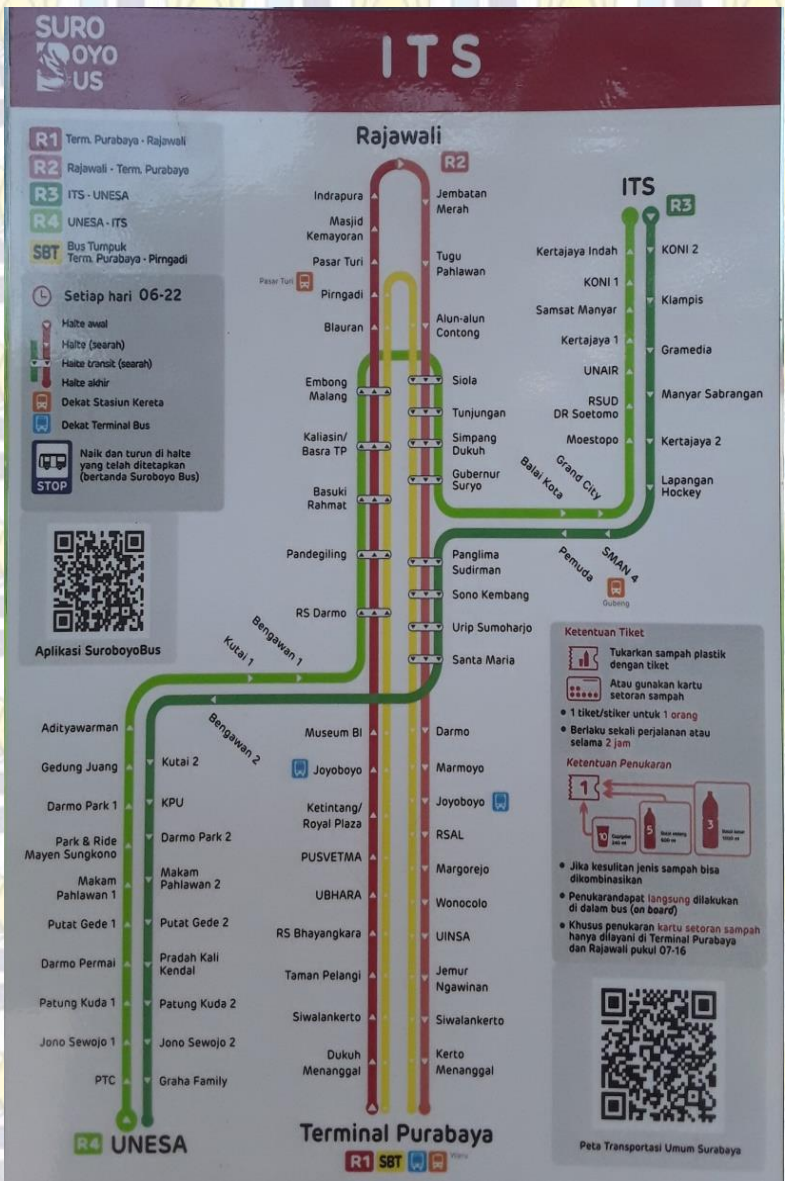 SURO
OYO
US
ITS
R1 Term. Purabaya - Rajawali
R2 Rajawali - Term. Purabaya
R3 ITS - UNESA
R4 UNESA - ITS
SBT Bus Tumpuk
Term. Purabaya - Pirngadi
Setiap hari 06-22
Halte awal
Halte (searah)
Halte transit (searah)
Halte akhir
Dekat Stasiun Kereta
Dekat Terminal Bus
STOP
Naik dan turun di halte
yang telah ditetapkan
(bertanda Suroboyo Bus)
Aplikasi SuroboyoBus
Rajawali
R2
Indrapura
Masjid
Kemayoran
Pasar Turi
Pasar Turi
Pirngadi
Blauran
Embong
Malang
Kaliasin/
Basra TP
Basuki
Rahmat
Pandegiling
RS Darmo
Bengawan 1
Kutai 1
Museum BI
Joyoboyo
Ketintang/
Royal Plaza
PUSVETMA
UBHARA
RS Bhayangkara
Taman Pelangi
Siwalankerto
Dukuh
Menanggal
Jembatan
Merah
Tugu
Pahlawan
Alun-alun
Contong
Siola
Tunjungan
Simpang
Dukuh
Gubernur
Suryo
Panglima
Sudirman
Sono Kembang
Urip Sumoharjo
Santa Maria
Darmo
Marmoyo
Joyoboyo
RSAL
Margorejo
Wonocolo
UINSA
Jemur
Ngawinan
Siwalankerto
Kerto
Menanggal
Terminal Purabaya
R1 SBT
Waru
ITS
R3
Kertajaya Indah
KONI 1
Samsat Manyar
Kertajaya 1
UNAIR
RSUD
DR Soetomo
Moestopo
Grand City
Balai Kota
KONI 2
Klampis
Gramedia
Manyar Sabrangan
Kertajaya 2
Lapangan
Hockey
SMAN 4
Pemuda
Gubeng
Bengawan 2
Adityawarman
Gedung Juang
Darmo Park 1
Park & Ride
Mayen Sungkono
Makam
Pahlawan 1
Putat Gede 1
Darmo Permai
Patung Kuda 1
Jono Sewojo 1
PTC
Kutai 2
KPU
Darmo Park 2
Makam
Pahlawan 2
Putat Gede 2
Pradah Kali
Kendal
Patung Kuda 2
Jono Sewojo 2
Graha Family
R4 UNESA
Ketentuan Tiket
Tukarkan sampah plastik
dengan tiket
Atau gunakan kartu
setoran sampah
1 tiket/stiker untuk 1 orang
Berlaku sekali perjalanan atau
selama 2 jam
Ketentuan Penukaran
1
10
5
3
Jika kesulitan jenis sampah bisa
dikombinasikan
Penukarandapat langsung dilakukan
di dalam bus (on board)
Khusus penukaran kartu setoran sampah
hanya dilayani di Terminal Purabaya
dan Rajawali pukul 07-16
Peta Transportasi Umum Surabaya